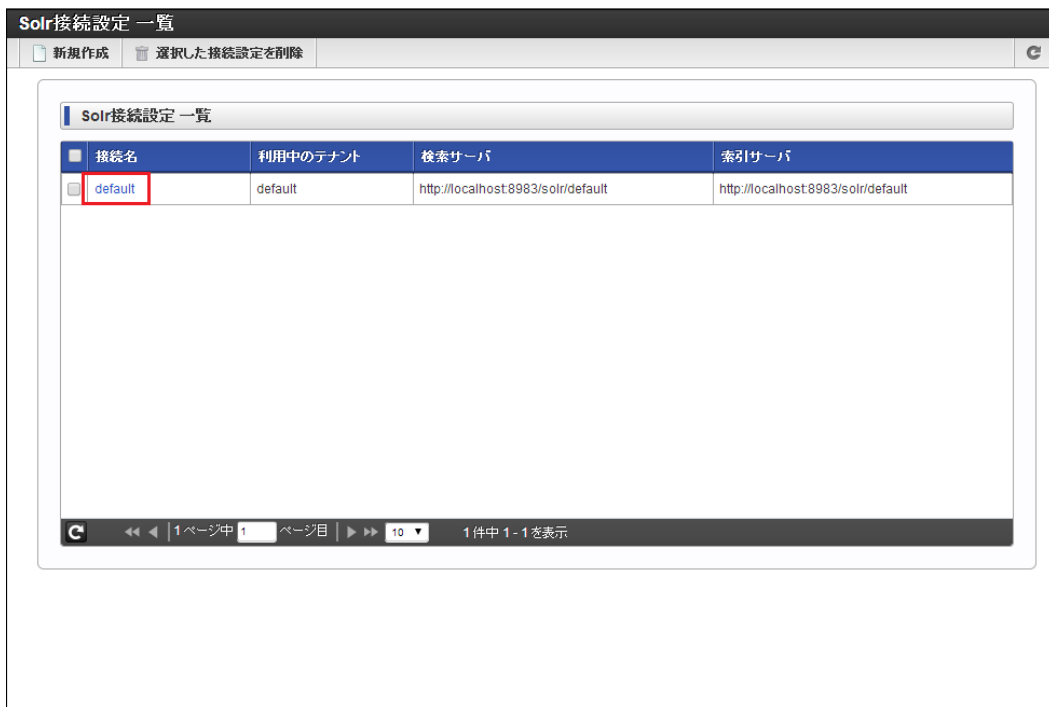 Solr接続設定 一覧
新規作成 選択した接続設定を削除
Solr接続設定 一覧
接続名 利用中のテナント 検索サーバ 索引サーバ
default default http://localhost:8983/solr/default http://localhost:8983/solr/default
1 ページ中 1 ページ目 10 1 件中 1 - 1 を表示